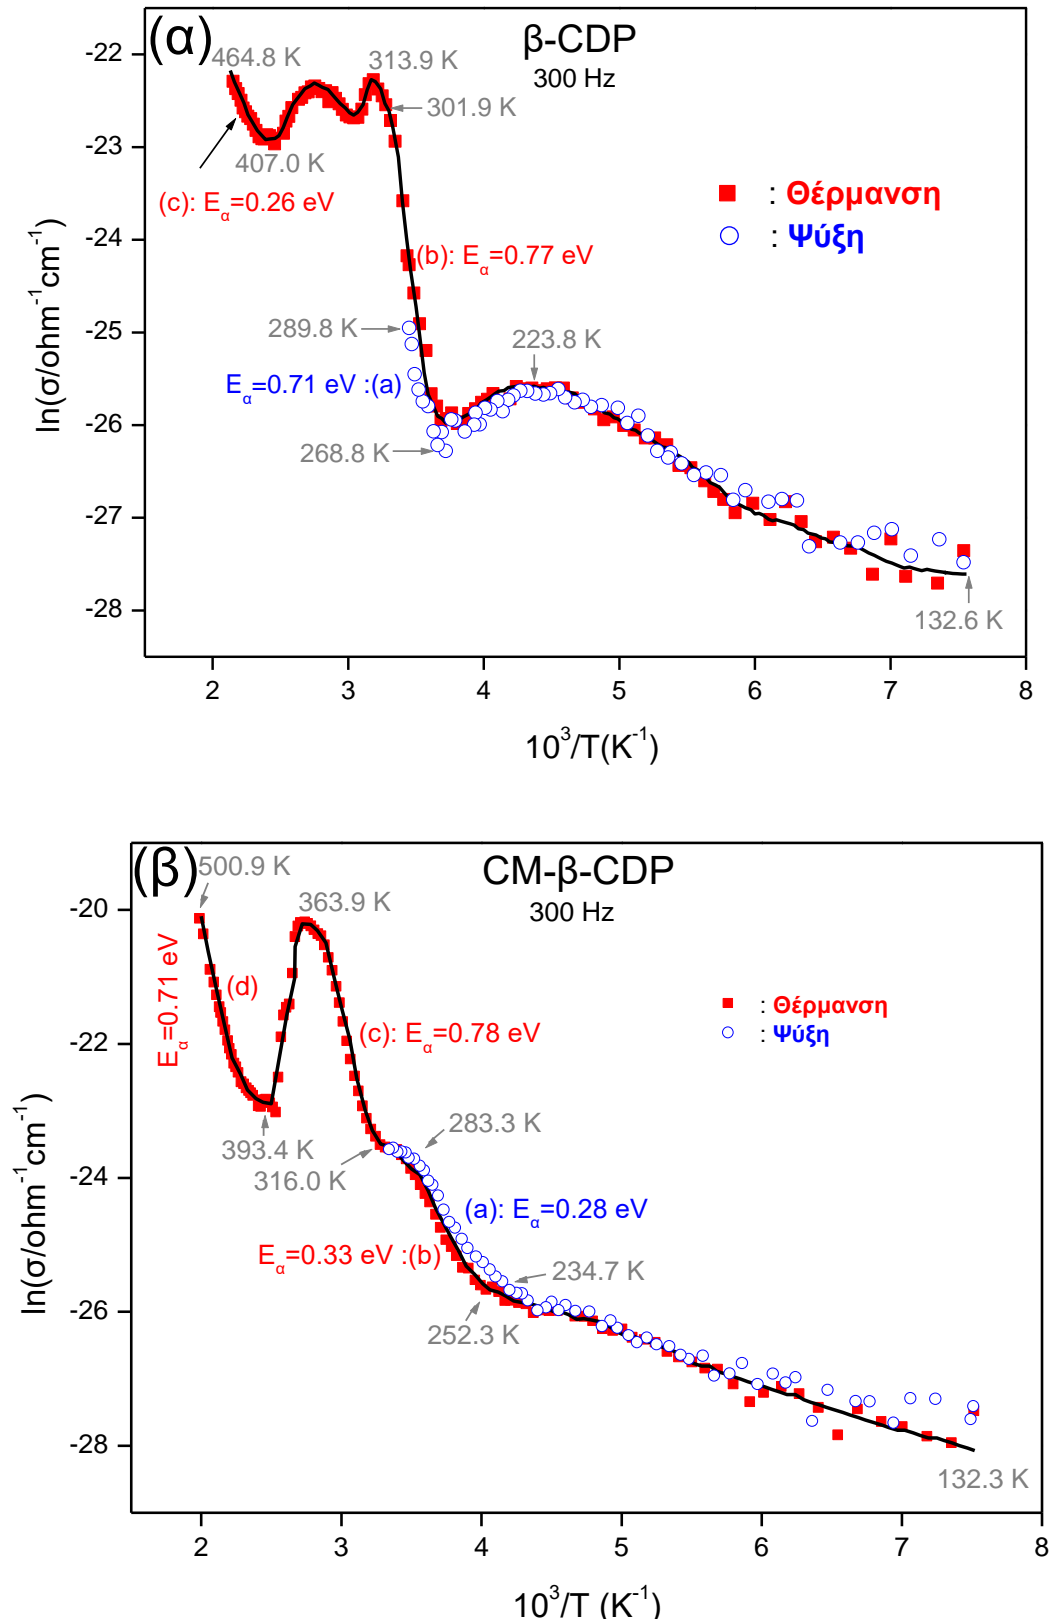 (α)
β-CDP
300 Hz
464.8 K
313.9 K
301.9 K
407.0 K
(c): Eα=0.26 eV
: Θέρμανση
: Ψύξη
(b): Eα=0.77 eV
289.8 K
223.8 K
Eα=0.71 eV :(a)
268.8 K
132.6 K
ln(σ/ohm⁻¹cm⁻¹)
-22
-23
-24
-25
-26
-27
-28
2 3 4 5 6 7 8
10³/T(K⁻¹)
(β)
CM-β-CDP
300 Hz
500.9 K
363.9 K
Eα=0.71 eV
(d)
: Θέρμανση
: Ψύξη
(c): Eα=0.78 eV
393.4 K
316.0 K
283.3 K
(a): Eα=0.28 eV
Eα=0.33 eV :(b)
234.7 K
252.3 K
132.3 K
ln(σ/ohm⁻¹cm⁻¹)
-20
-22
-24
-26
-28
2 3 4 5 6 7 8
10³/T (K⁻¹)